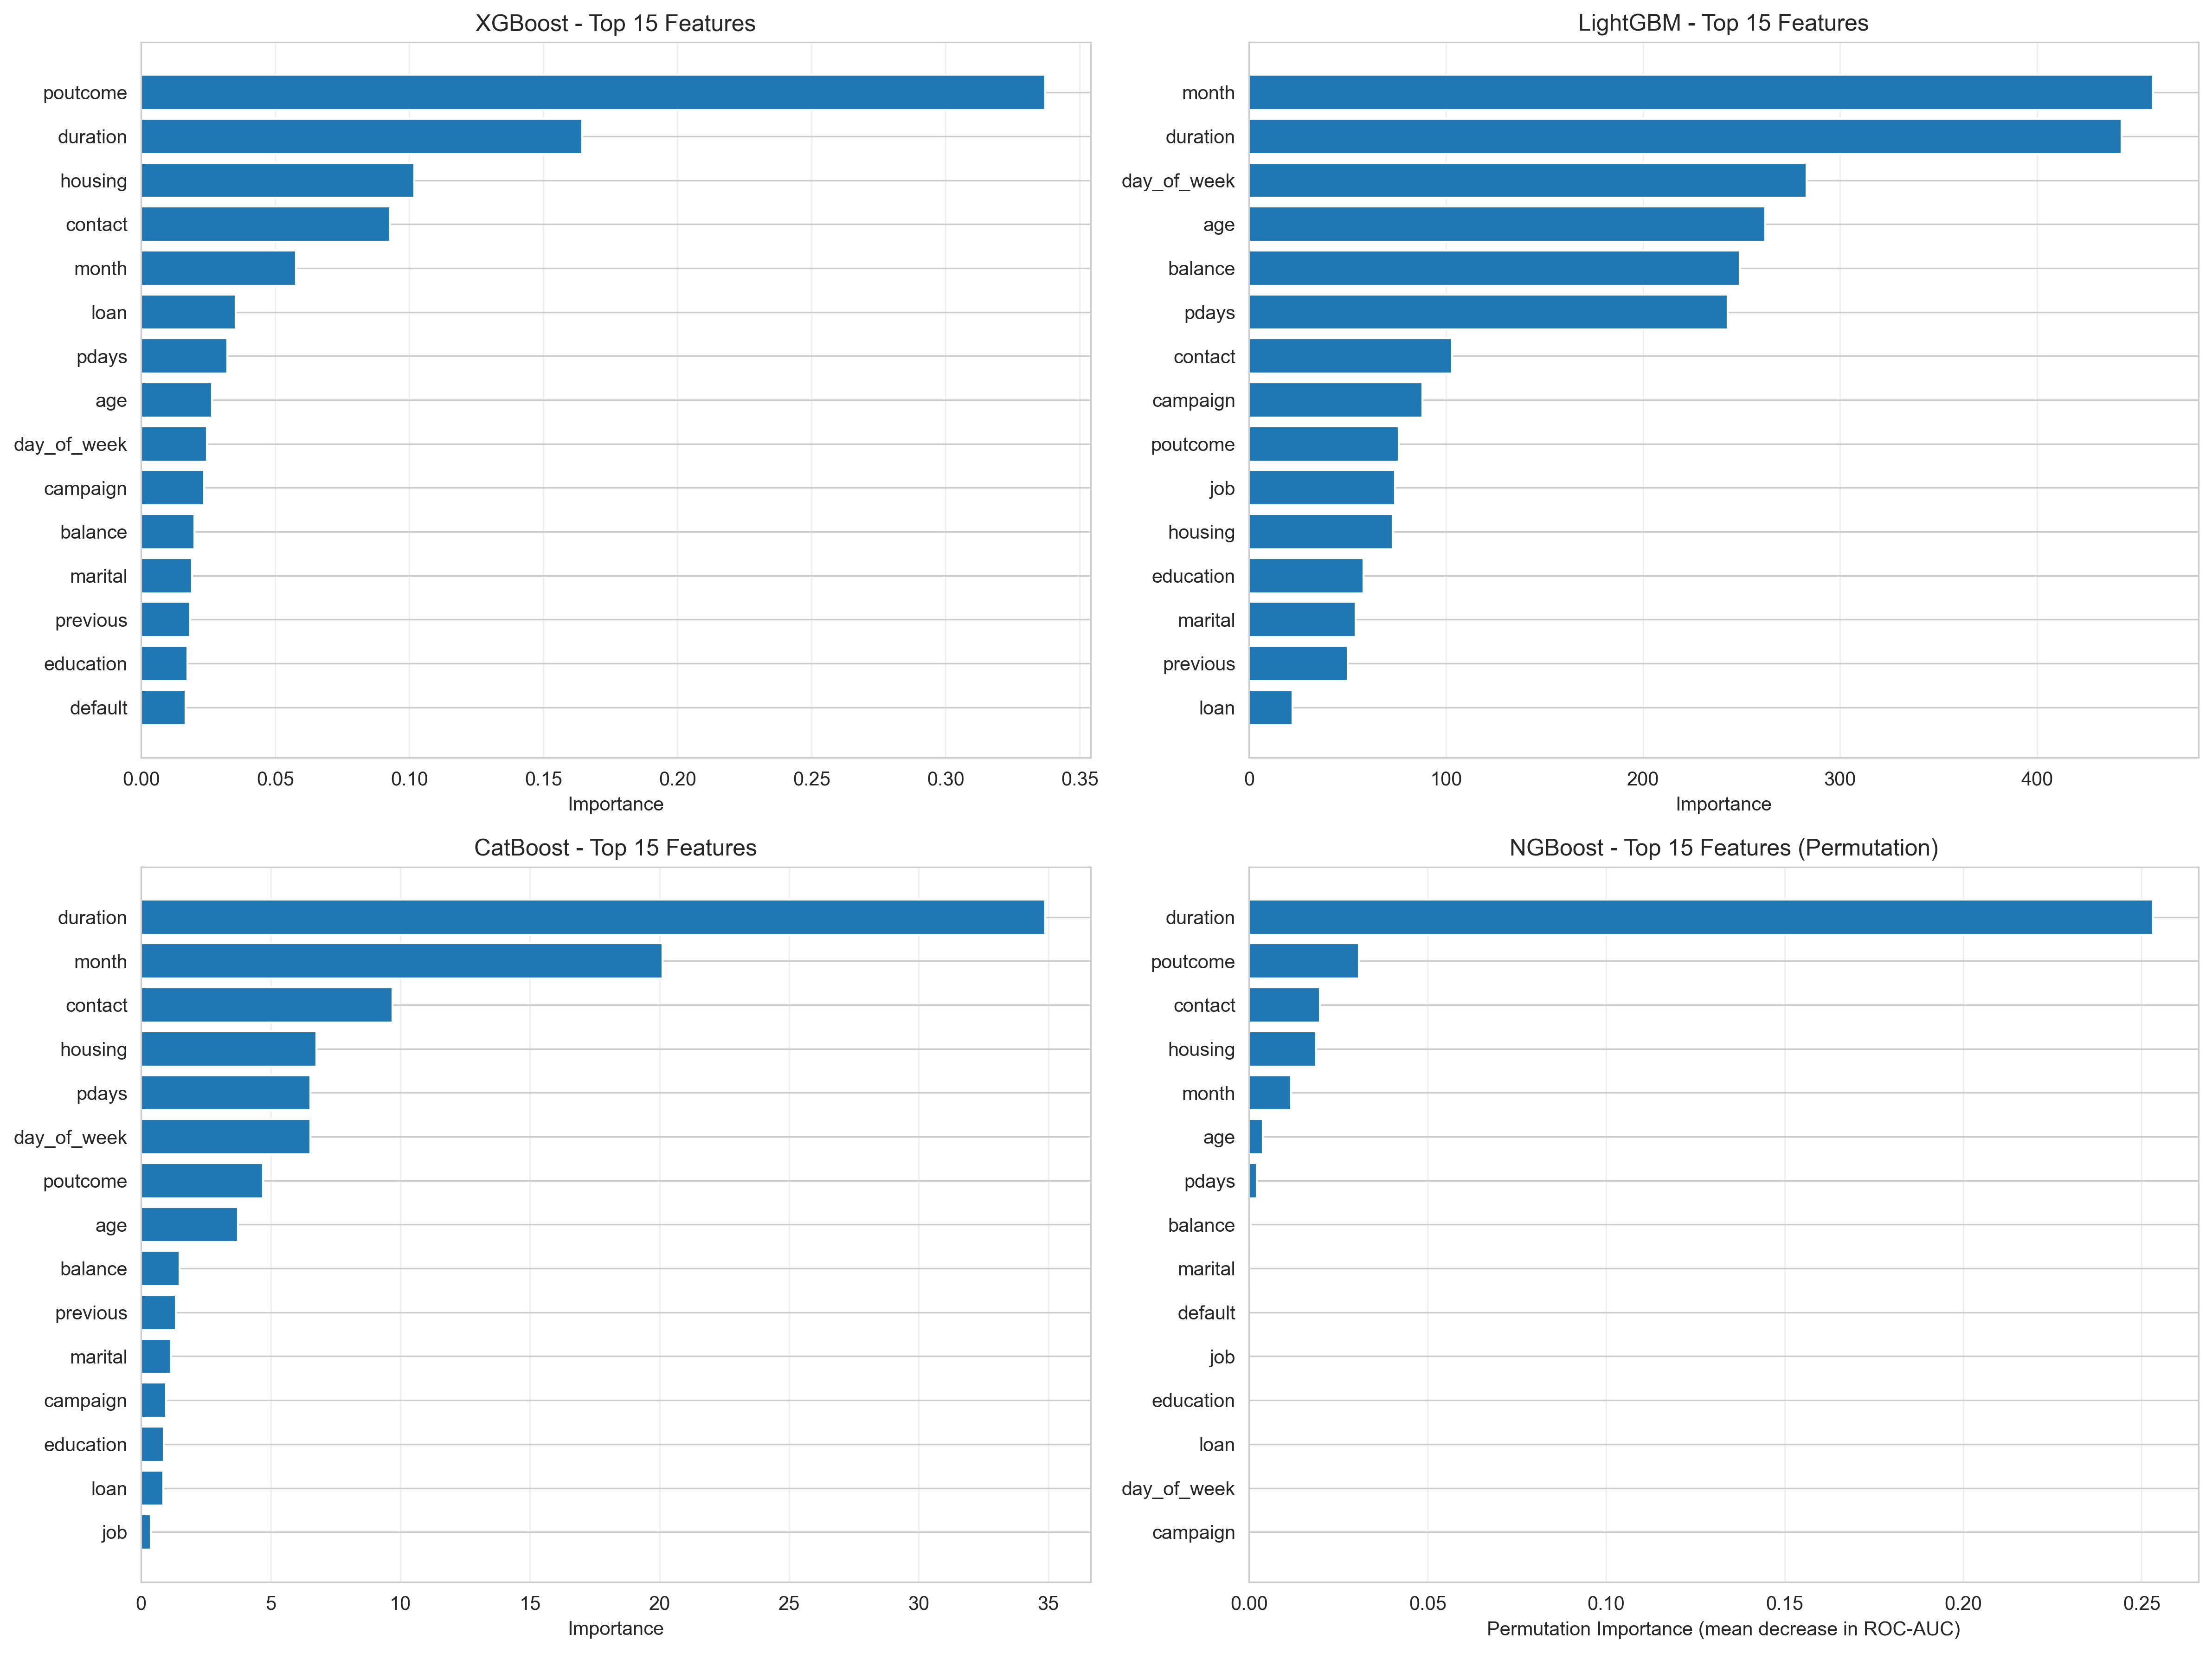 XGBoost - Top 15 Features
poutcome
duration
housing
contact
month
loan
pdays
age
day_of_week
campaign
balance
marital
previous
education
default
0.00 0.05 0.10 0.15 0.20 0.25 0.30 0.35
Importance
LightGBM - Top 15 Features
month
duration
day_of_week
age
balance
pdays
contact
campaign
poutcome
job
housing
education
marital
previous
loan
0 100 200 300 400
Importance
CatBoost - Top 15 Features
duration
month
contact
housing
pdays
day_of_week
poutcome
age
balance
previous
marital
campaign
education
loan
job
0 5 10 15 20 25 30 35
Importance
NGBoost - Top 15 Features (Permutation)
duration
poutcome
contact
housing
month
age
pdays
balance
marital
default
job
education
loan
day_of_week
campaign
0.00 0.05 0.10 0.15 0.20 0.25
Permutation Importance (mean decrease in ROC-AUC)